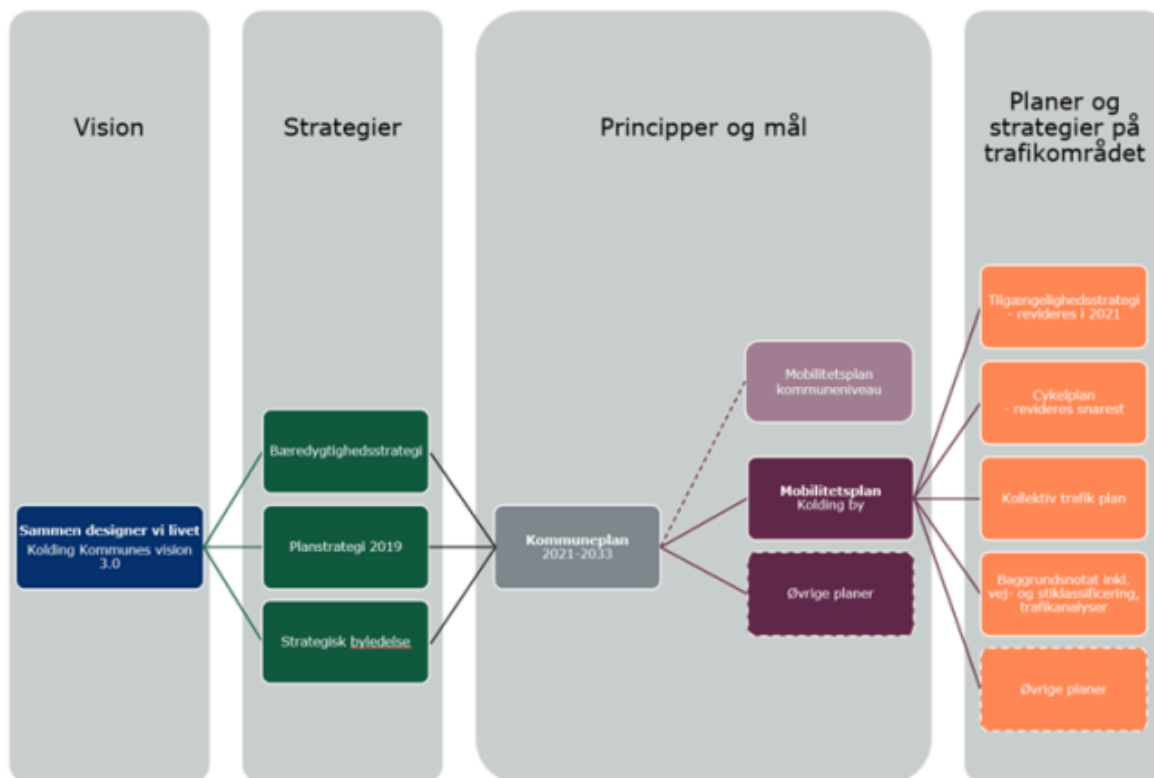 Vision
Strategier
Principper og mål
Planer og
strategier på
trafikområdet
Sammen designer vi livet
Kolding Kommunes vision
3.0
Bæredygtighedsstrategi
Planstrategi 2019
Strategisk byledelse
Kommuneplan
2021-2033
Mobilitetsplan
kommuneniveau
Mobilitetsplan
Kolding by
Øvrige planer
Tilgængelighedsstrategi
- revideres i 2021
Cykelplan
- revideres snarest
Kollektiv trafik plan
Baggrundsnotat inkl.
vej- og stiklassificering,
trafikanalyser
Øvrige planer